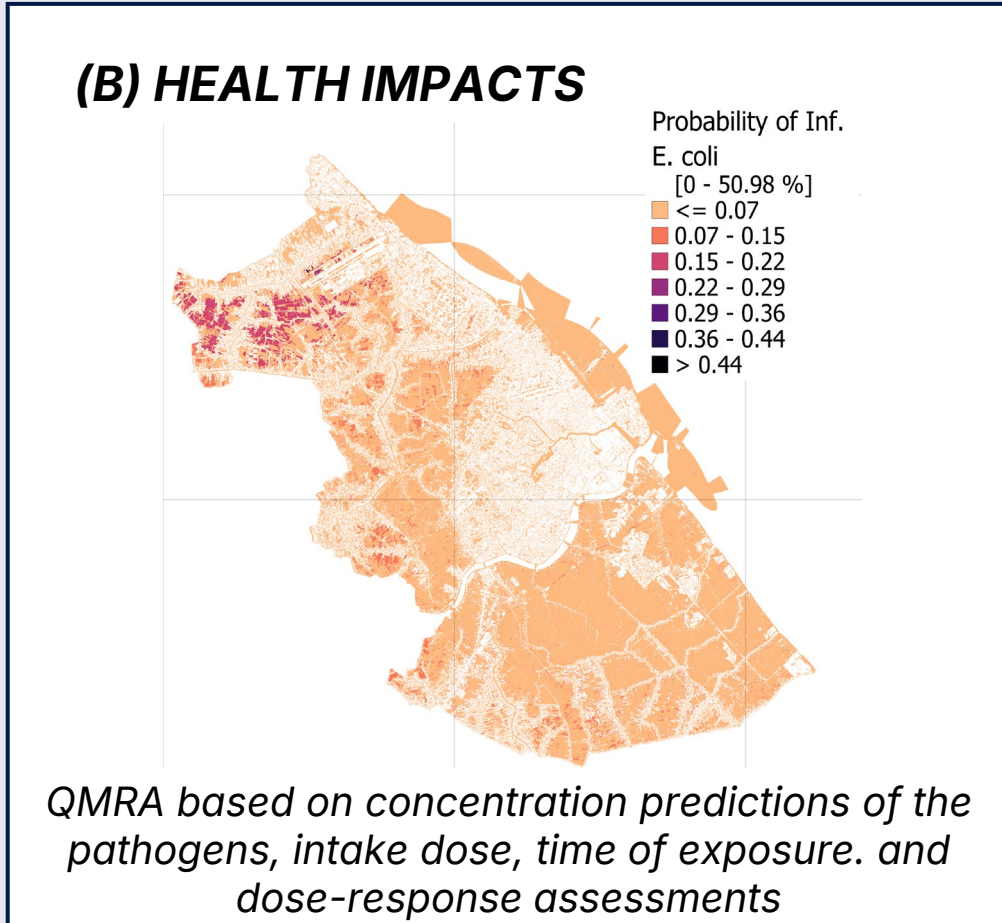 (B) HEALTH IMPACTS
Probability of Inf.
E. coli
[0 - 50.98 %]
<= 0.07
0.07 - 0.15
0.15 - 0.22
0.22 - 0.29
0.29 - 0.36
0.36 - 0.44
> 0.44
QMRA based on concentration predictions of the
pathogens, intake dose, time of exposure. and
dose-response assessments